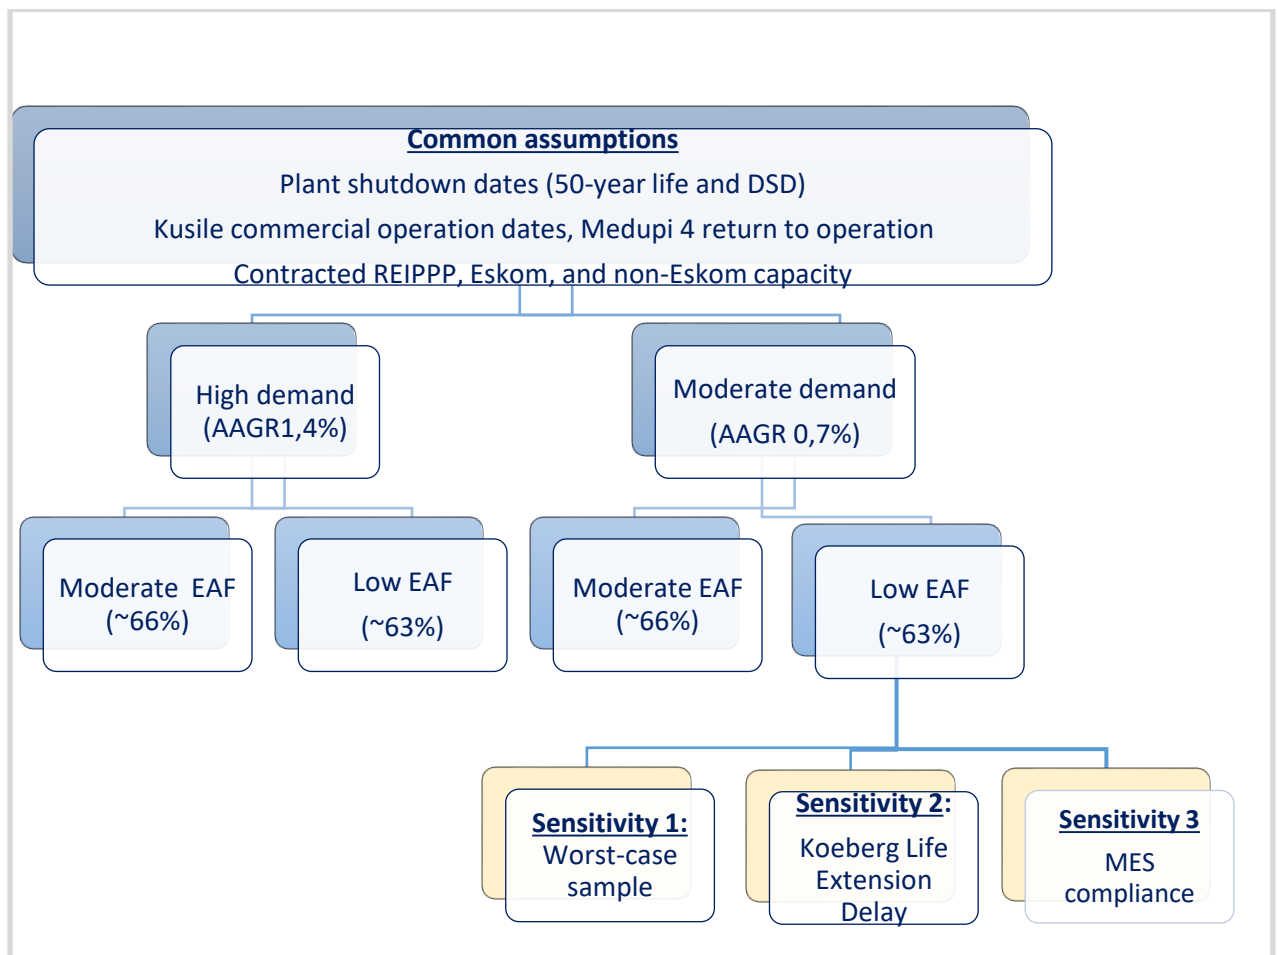 Common assumptions
Plant shutdown dates (50-year life and DSD)
Kusile commercial operation dates, Medupi 4 return to operation
Contracted REIPPP, Eskom, and non-Eskom capacity
High demand
(AAGR1,4%)
Moderate demand
(AAGR 0,7%)
Moderate EAF
(~66%)
Low EAF
(~63%)
Moderate EAF
(~66%)
Low EAF
(~63%)
Sensitivity 1:
Worst-case
sample
Sensitivity 2:
Koeberg Life
Extension
Delay
Sensitivity 3
MES
compliance